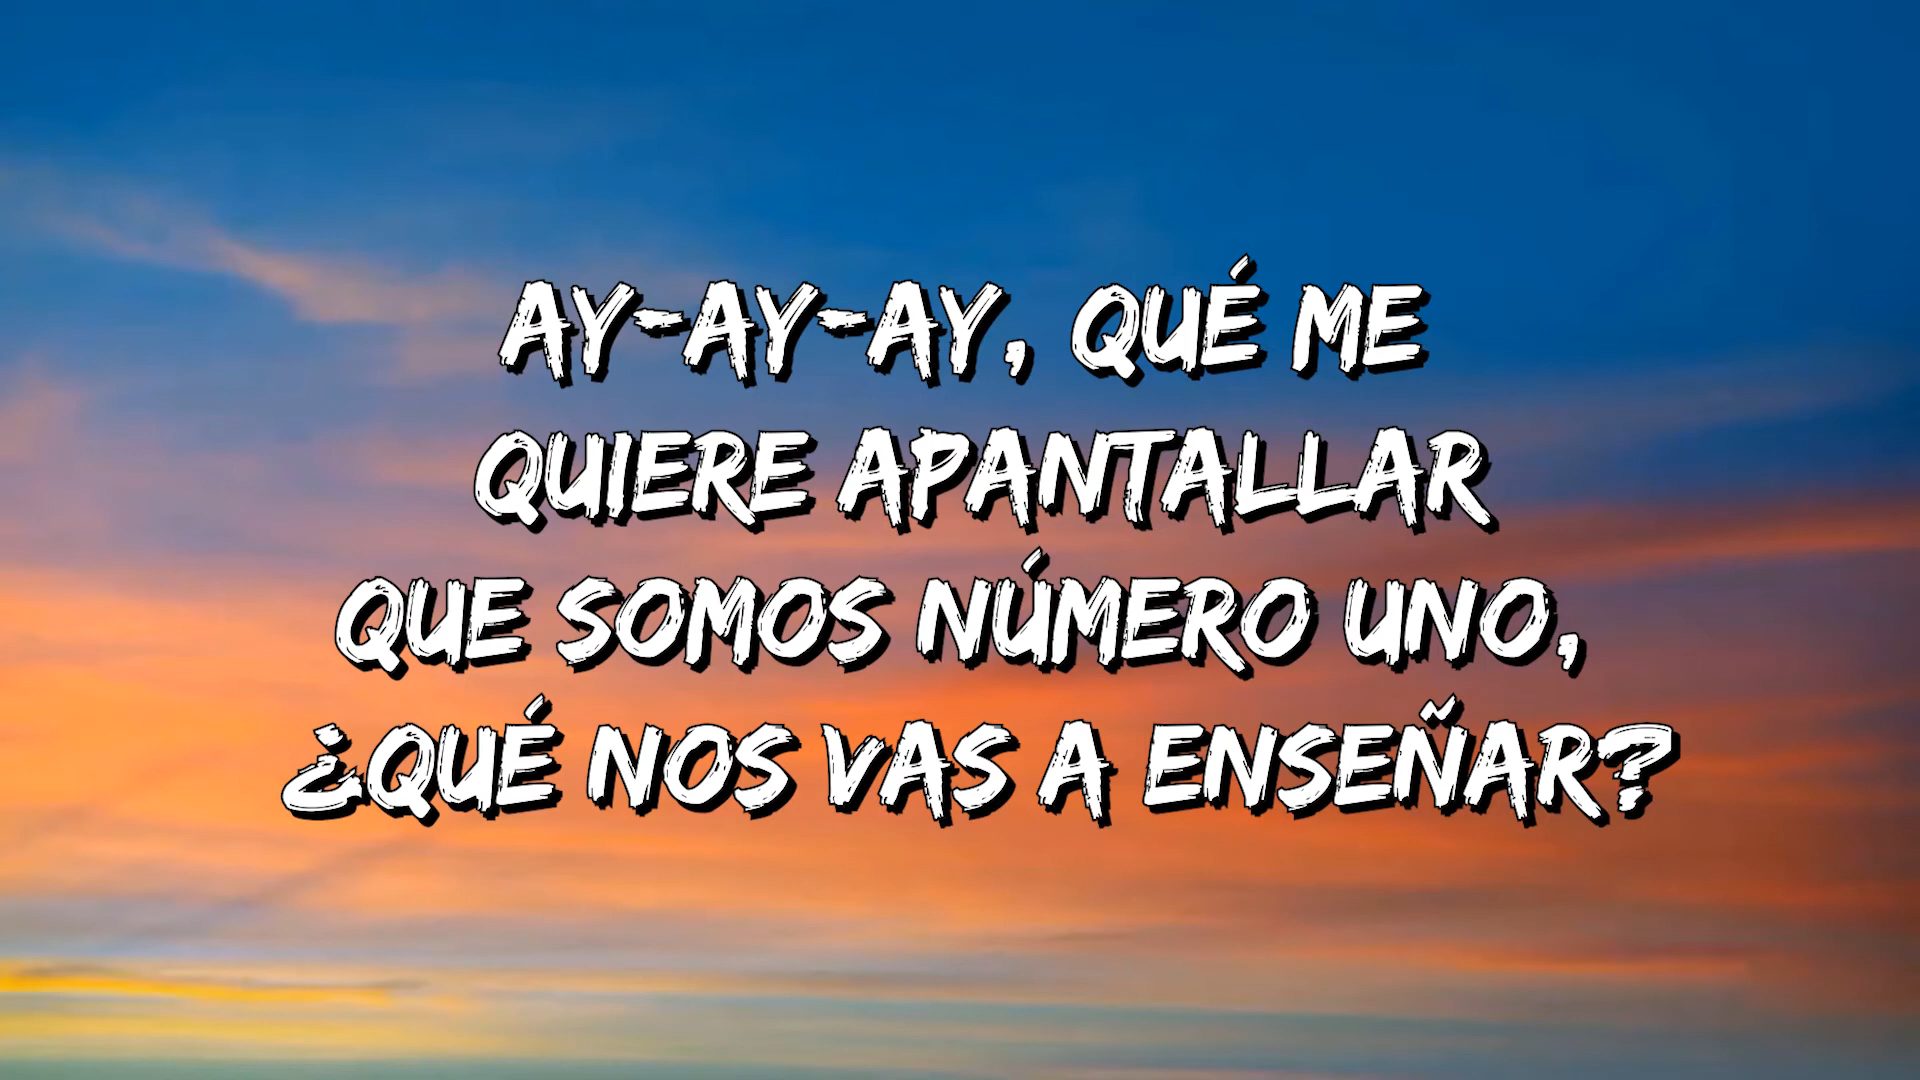 AY-AY-AY, QUÉ ME
QUIERE APANTALLAR
QUE SOMOS NÚMERO UNO,
¿QUÉ NOS VAS A ENSEÑAR?